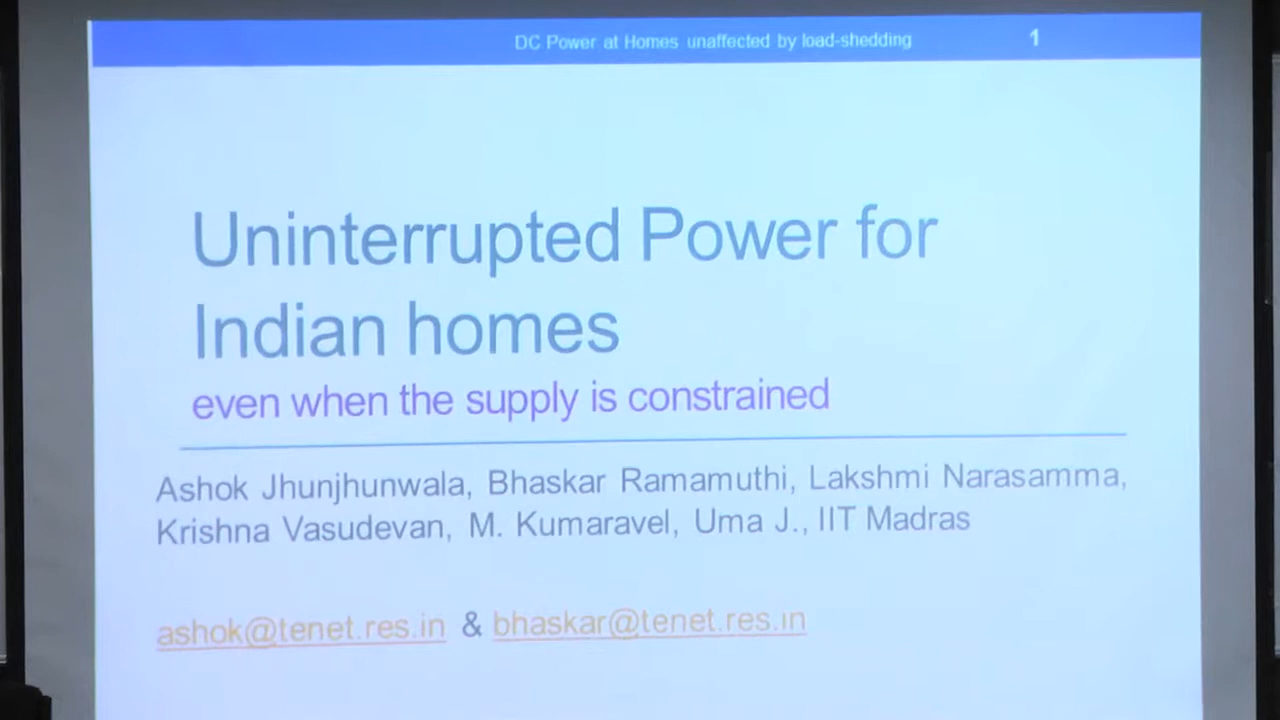 DC Power at Homes unaffected by load-shedding 1
Uninterrupted Power for
Indian homes
even when the supply is constrained
Ashok Jhunjhunwala, Bhaskar Ramamuthi, Lakshmi Narasamma,
Krishna Vasudevan, M. Kumaravel, Uma J., IIT Madras
ashok@tenet.res.in & bhaskar@tenet.res.in